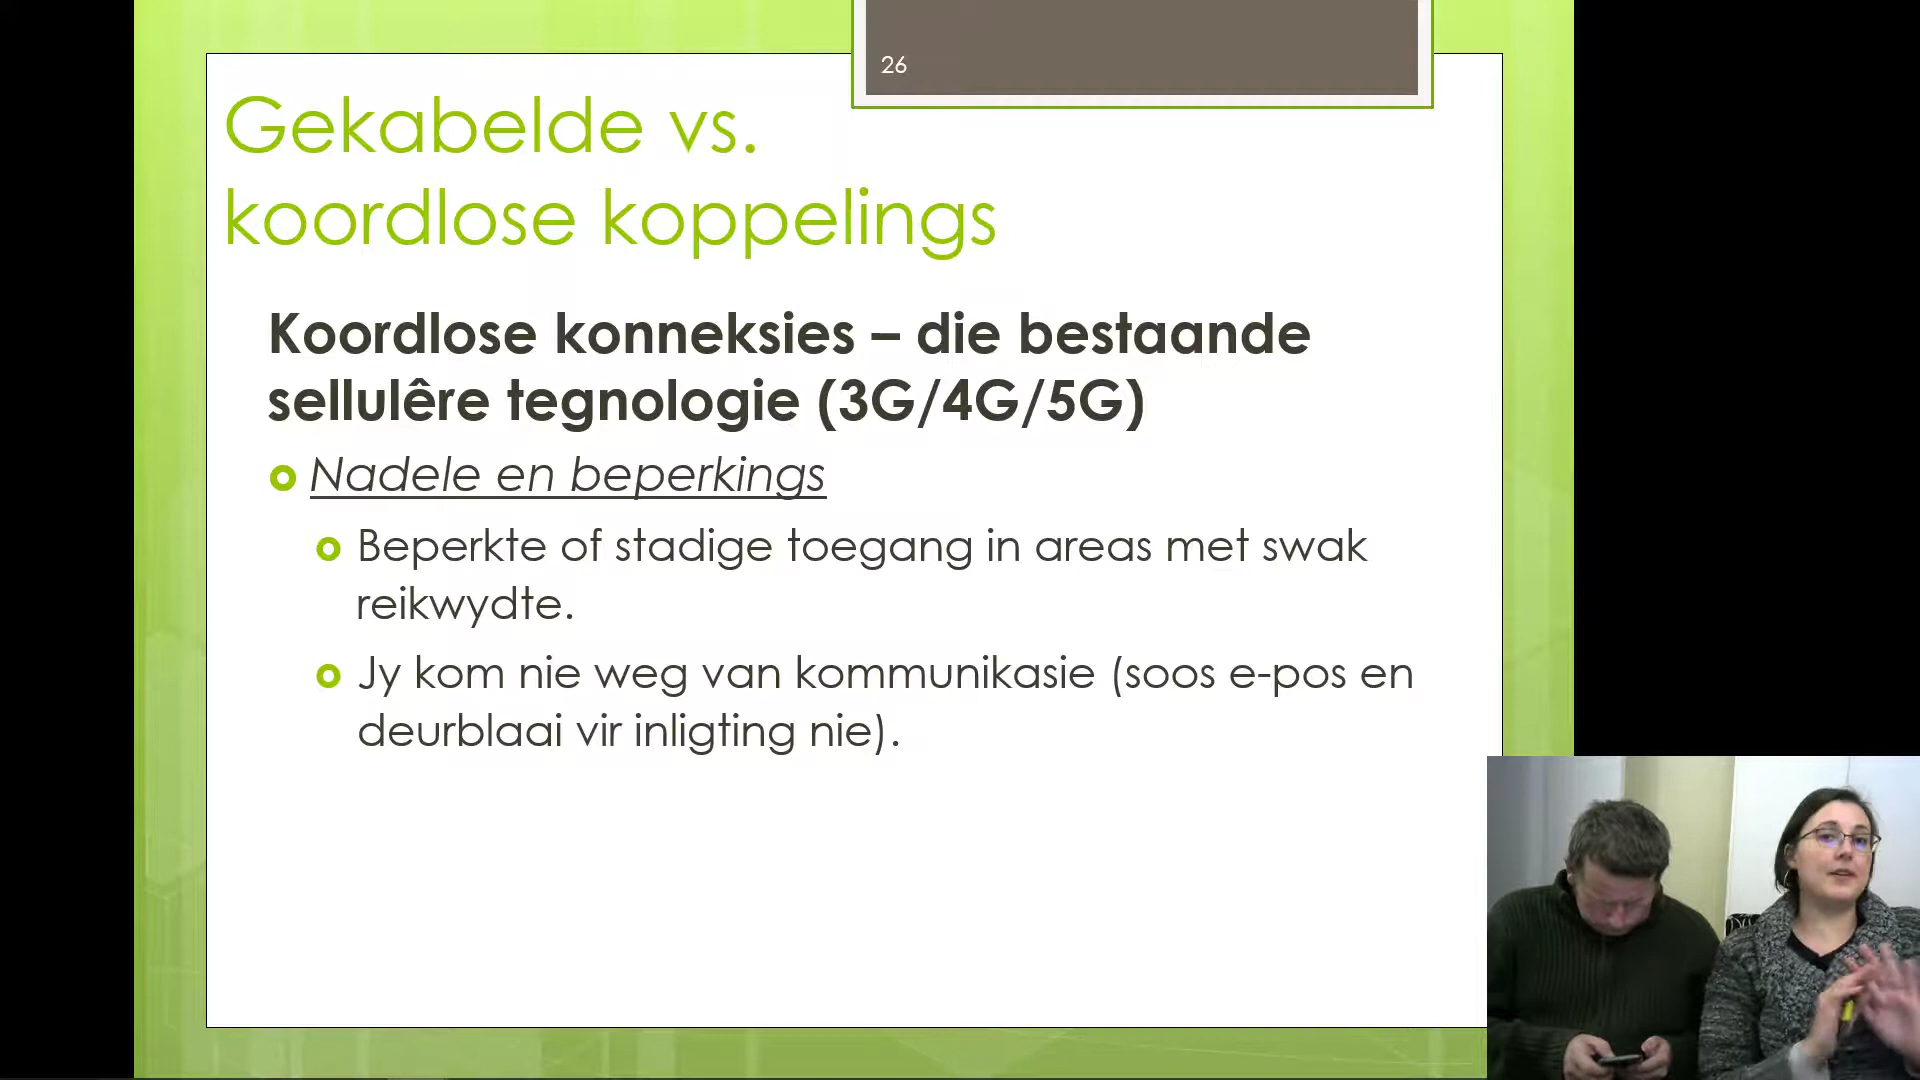 26
Gekabelde vs.
koordlose koppelings
Koordlose konneksies – die bestaande
sellulêre tegnologie (3G/4G/5G)
Nadele en beperkings
Beperkte of stadige toegang in areas met swak
reikwydte.
Jy kom nie weg van kommunikasie (soos e-pos en
deurblaai vir inligting nie).